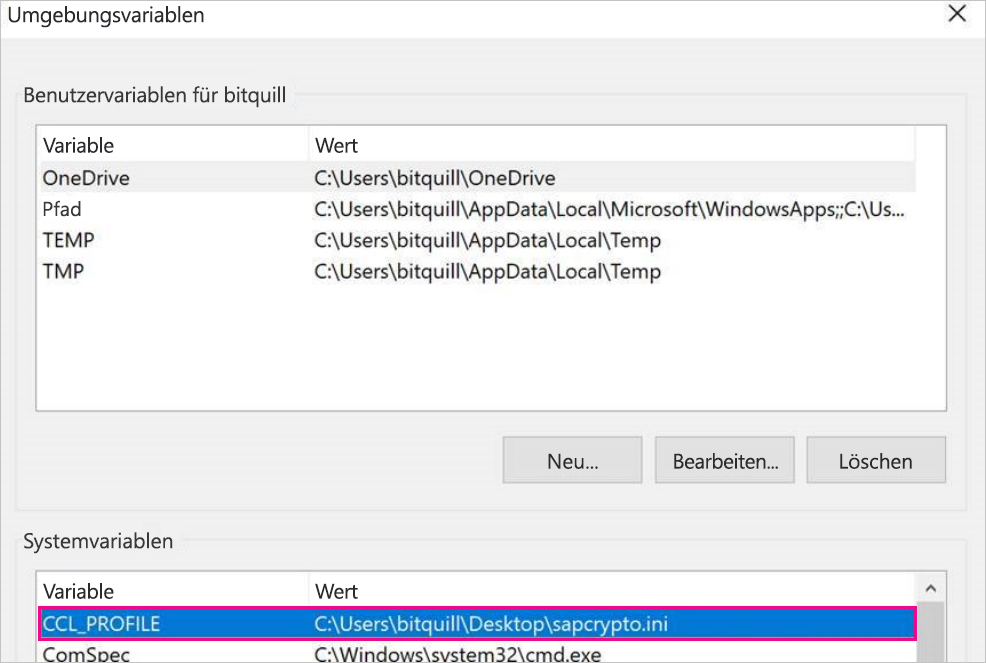 Umgebungsvariablen
Benutzervariablen für bitquill
Variable Wert
OneDrive C:\Users\bitquill\OneDrive
Pfad C:\Users\bitquill\AppData\Local\Microsoft\WindowsApps;;C:\Us...
TEMP C:\Users\bitquill\AppData\Local\Temp
TMP C:\Users\bitquill\AppData\Local\Temp
Neu... Bearbeiten... Löschen
Systemvariablen
Variable Wert
CCL_PROFILE C:\Users\bitquill\Desktop\sapcrypto.ini
ComSpec C:\Windows\system32\cmd.exe